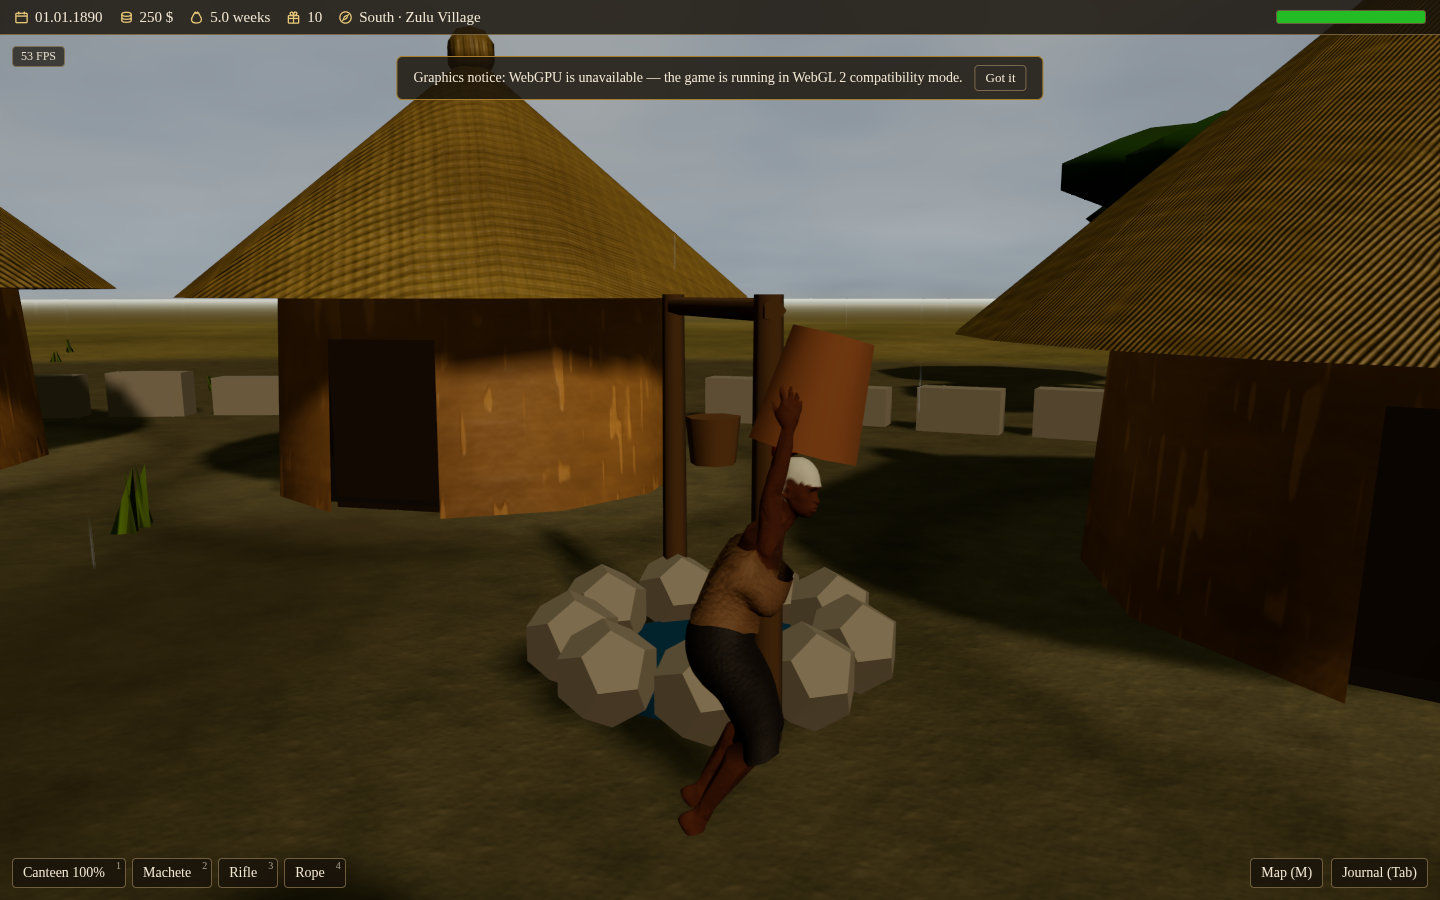 01.01.1890 250 $ 5.0 weeks 10 South · Zulu Village
53 FPS
Graphics notice: WebGPU is unavailable — the game is running in WebGL 2 compatibility mode. Got it
Canteen 100% 1 Machete 2 Rifle 3 Rope 4 Map (M) Journal (Tab)